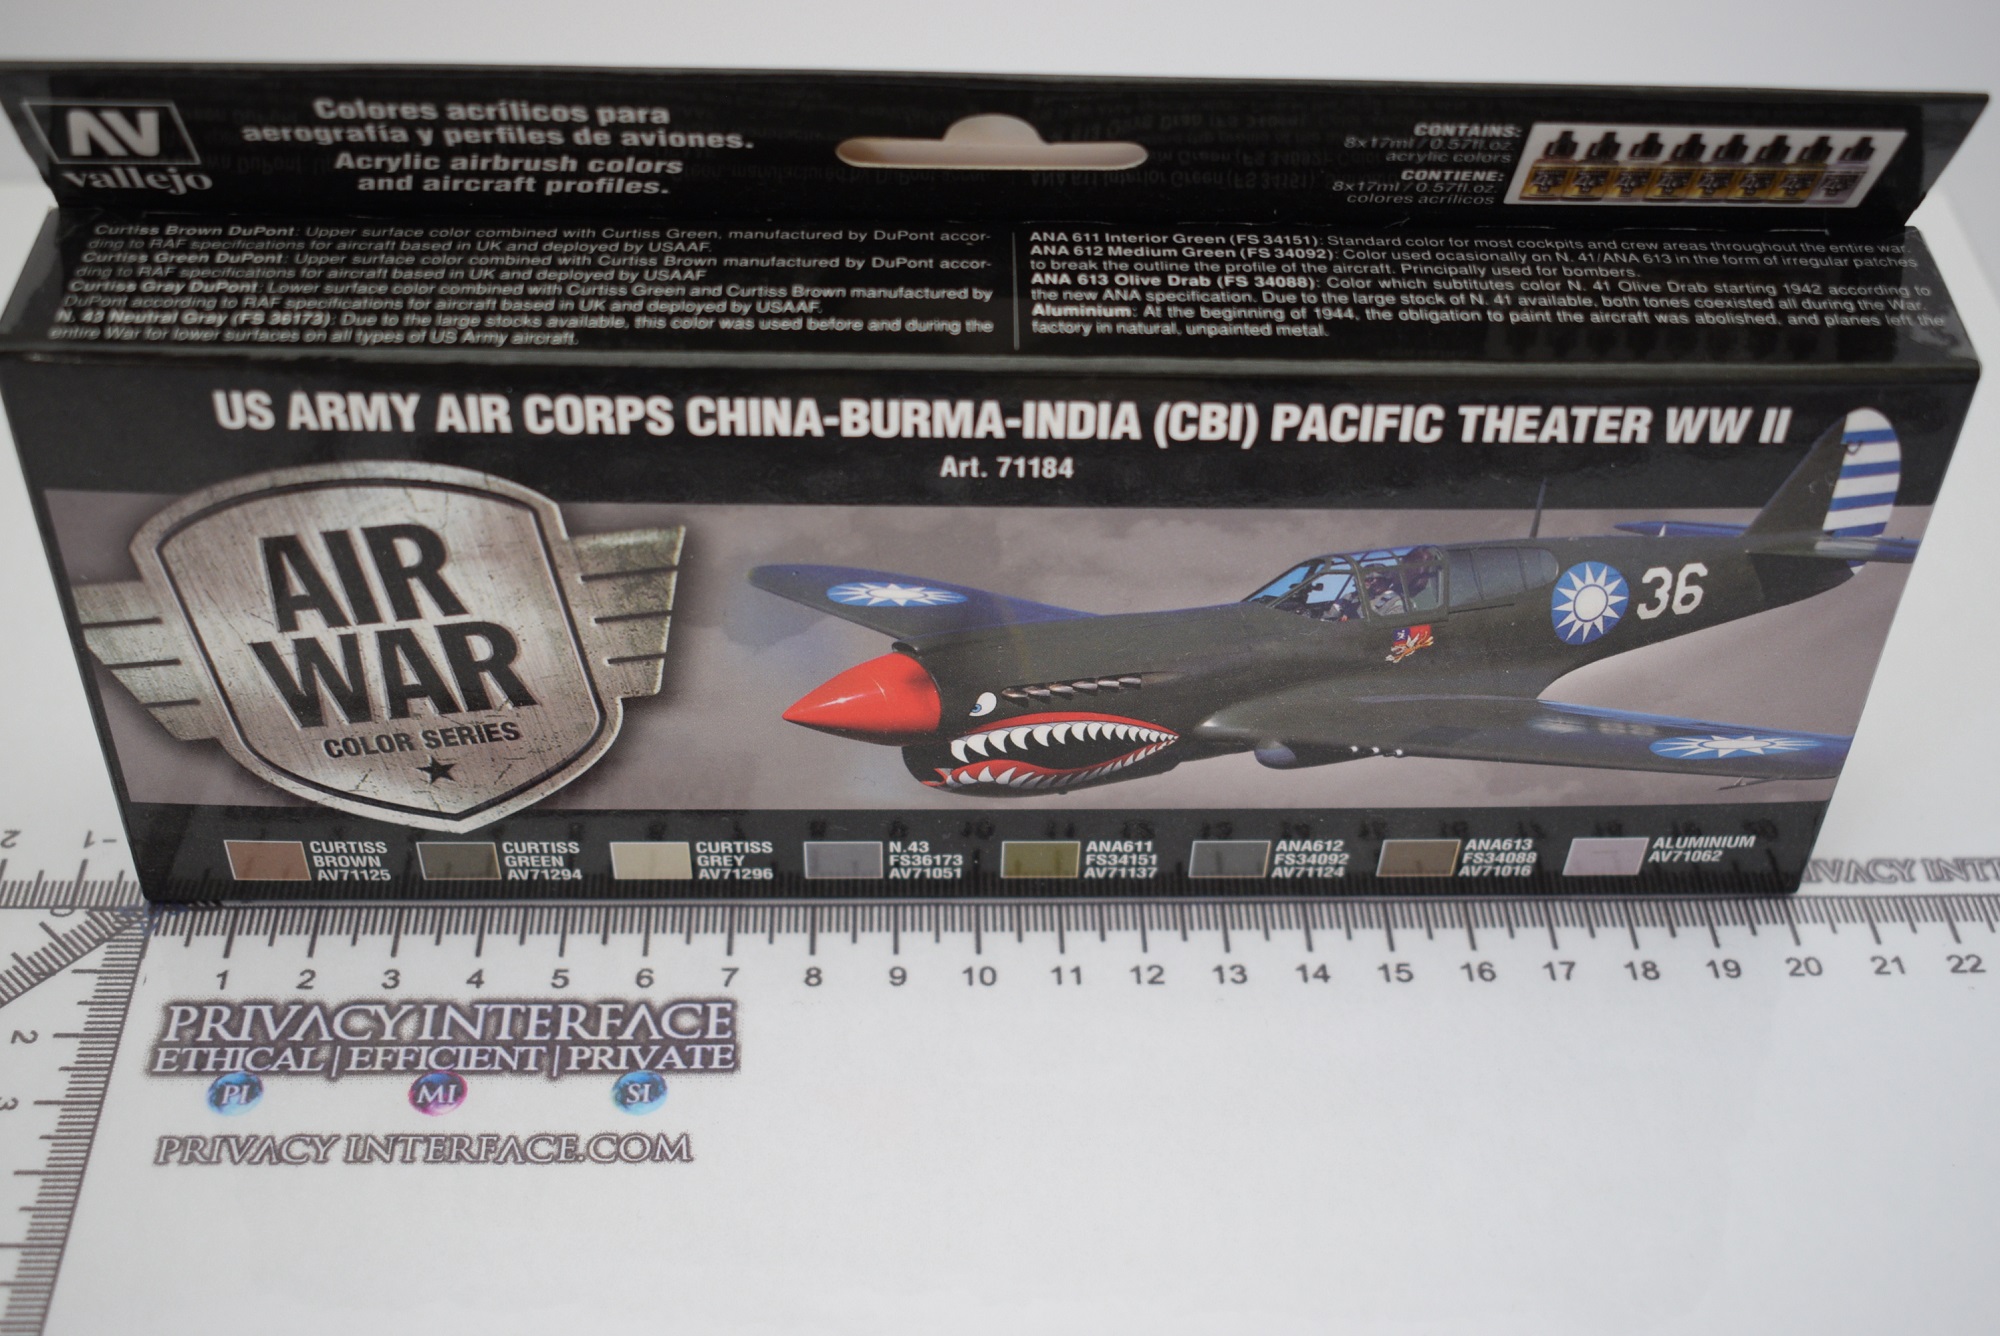 AV
vallejo
Colores acrílicos para
aerografía y perfiles de aviones.
Acrylic airbrush colors
and aircraft profiles.
CONTAINS:
8x17ml / 0.57fl.oz.
acrylic colors
CONTIENE:
8x17ml / 0.57fl.oz.
colores acrílicos
Curtiss Brown DuPont: Upper surface color combined with Curtiss Green, manufactured by DuPont accor-
ding to RAF specifications for aircraft based in UK and deployed by USAAF.
Curtiss Green DuPont: Upper surface color combined with Curtiss Brown manufactured by DuPont accor-
ding to RAF specifications for aircraft based in UK and deployed by USAAF
Curtiss Gray DuPont: Lower surface color combined with Curtiss Green and Curtiss Brown manufactured by
DuPont according to RAF specifications for aircraft based in UK and deployed by USAAF.
N. 43 Neutral Gray (FS 36173): Due to the large stocks available, this color was used before and during the
entire War for lower surfaces on all types of US Army aircraft.
ANA 611 Interior Green (FS 34151): Standard color for most cockpits and crew areas throughout the entire war.
ANA 612 Medium Green (FS 34092): Color used ocasionally on N. 41/ANA 613 in the form of irregular patches
to break the outline the profile of the aircraft. Principally used for bombers.
ANA 613 Olive Drab (FS 34088): Color which subtitutes color N. 41 Olive Drab starting 1942 according to
the new ANA specification. Due to the large stock of N. 41 available, both tones coexisted all during the War.
Aluminium: At the beginning of 1944, the obligation to paint the aircraft was abolished, and planes left the
factory in natural, unpainted metal.
US ARMY AIR CORPS CHINA-BURMA-INDIA (CBI) PACIFIC THEATER WW II
Art. 71184
AIR
WAR
COLOR SERIES
36
CURTISS
BROWN
AV71125
CURTISS
GREEN
AV71294
CURTISS
GREY
AV71296
N.43
FS36173
AV71051
ANA611
FS34151
AV71137
ANA612
FS34092
AV71124
ANA613
FS34088
AV71016
ALUMINIUM
AV71062
2 -1
IVACY INTE
0
1 2 3 4 5 6 7 8 9 10 11 12 13 14 15 16 17 18 19 20 21 22
2
3
PRIVACY INTERFACE
ETHICAL | EFFICIENT | PRIVATE
PI MI SI
PRIVACY INTERFACE.COM